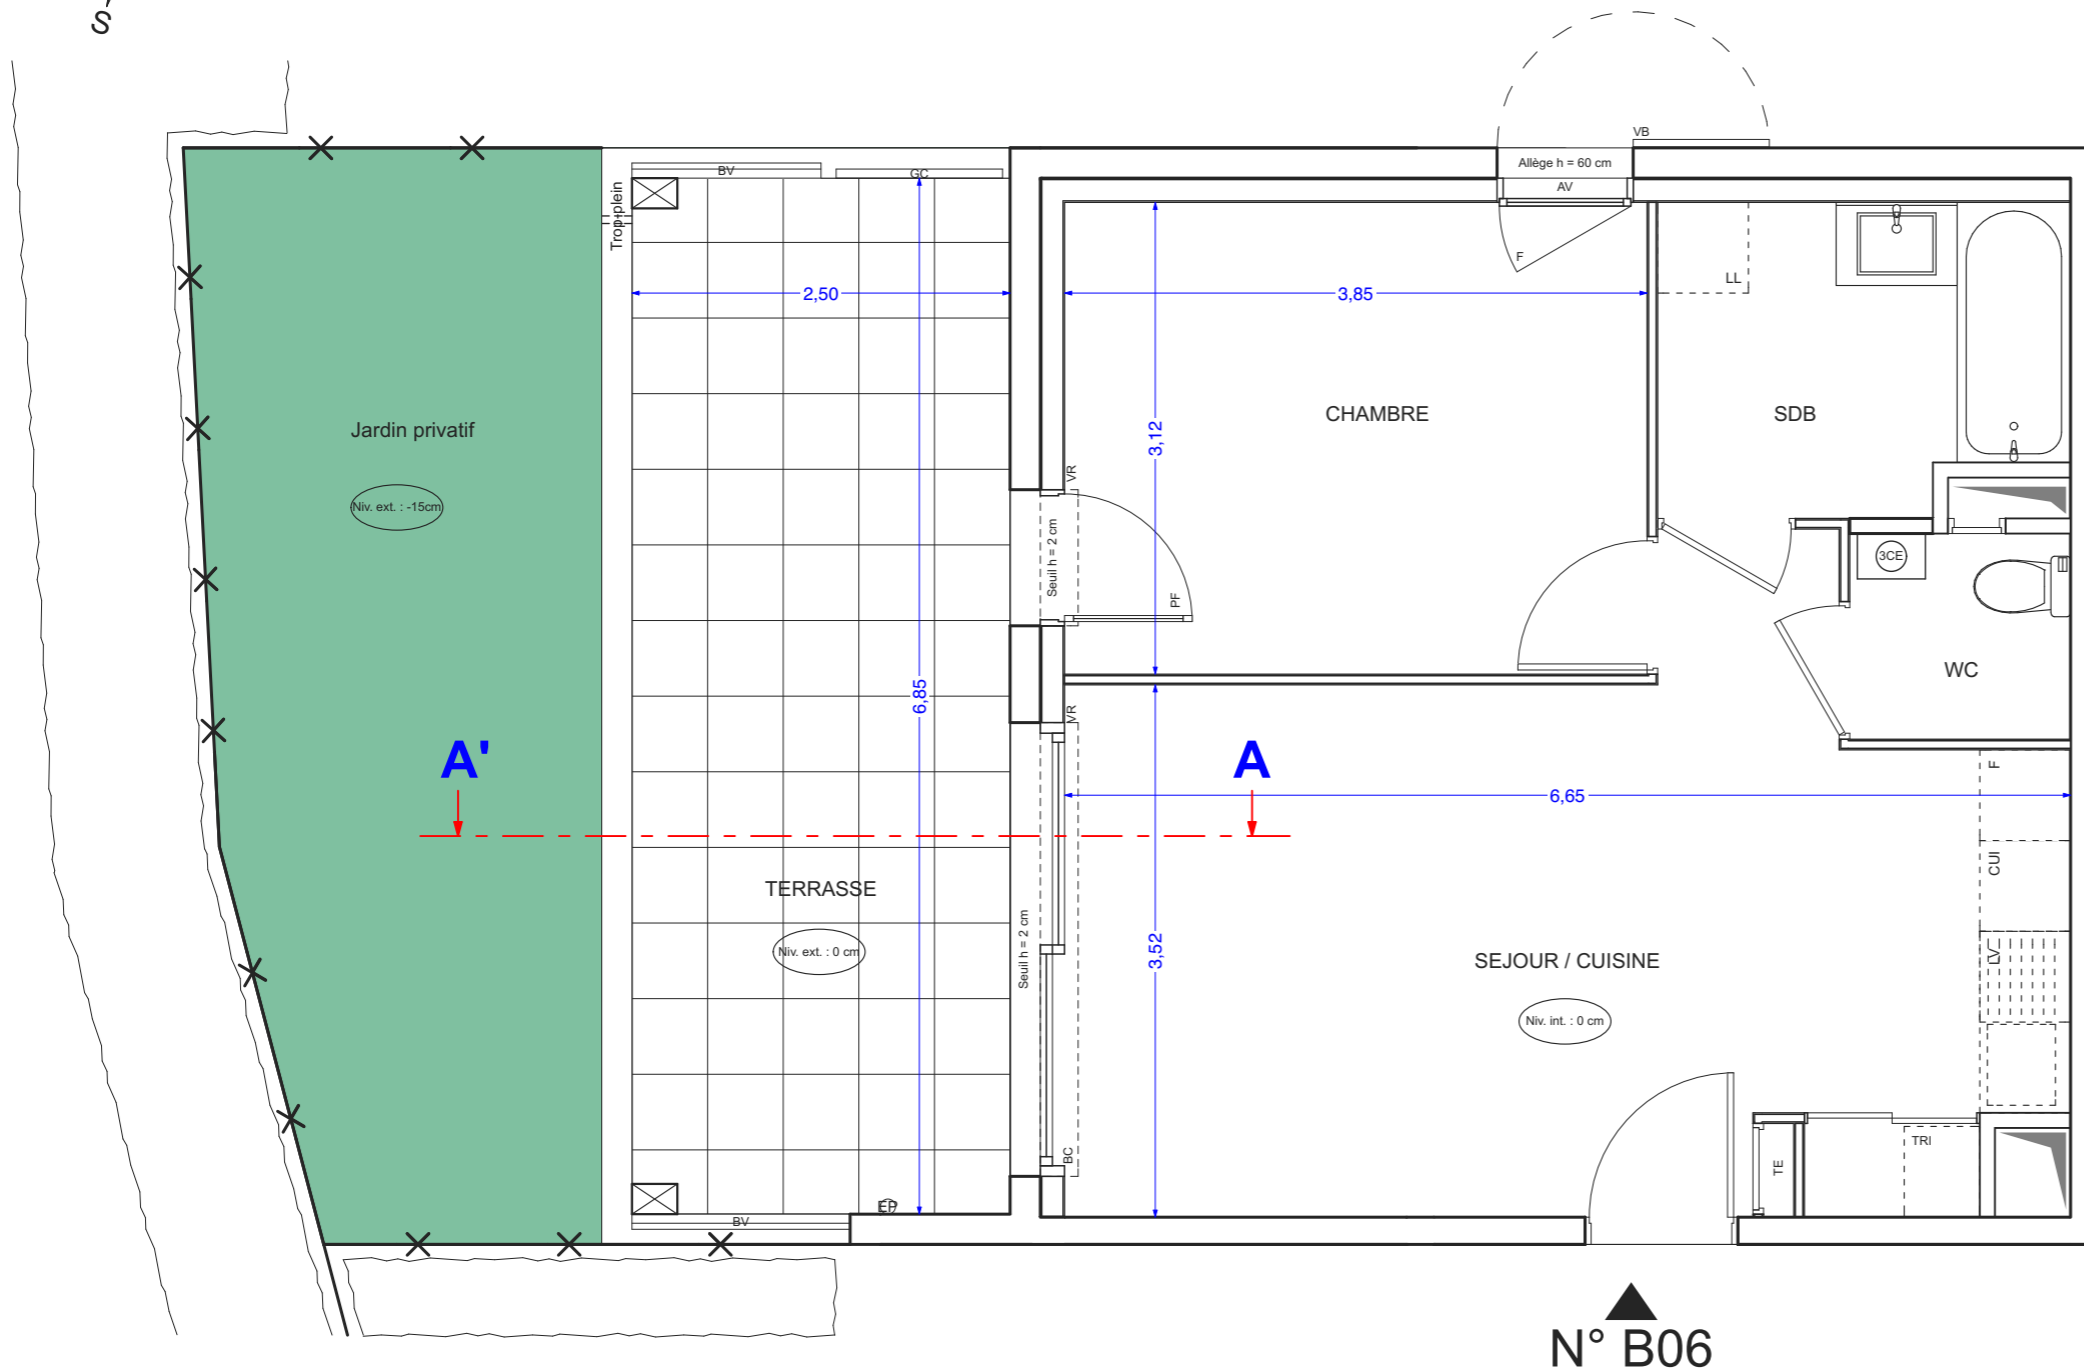 S
VB
Allège h = 60 cm
AV
BV
GC
Trop-plein
F
LL
2,50
3,85
CHAMBRE
SDB
Jardin privatif
3,12
VR
Niv. ext. : -15cm
Seuil h = 2 cm
3CE
PF
WC
6,85
VR
A'
A
F
6,65
CUI
TERRASSE
Niv. ext. : 0 cm
Seuil h = 2 cm
3,52
SEJOUR / CUISINE
LV
Niv. int. : 0 cm
BC
TRI
TE
EP
BV
N° B06